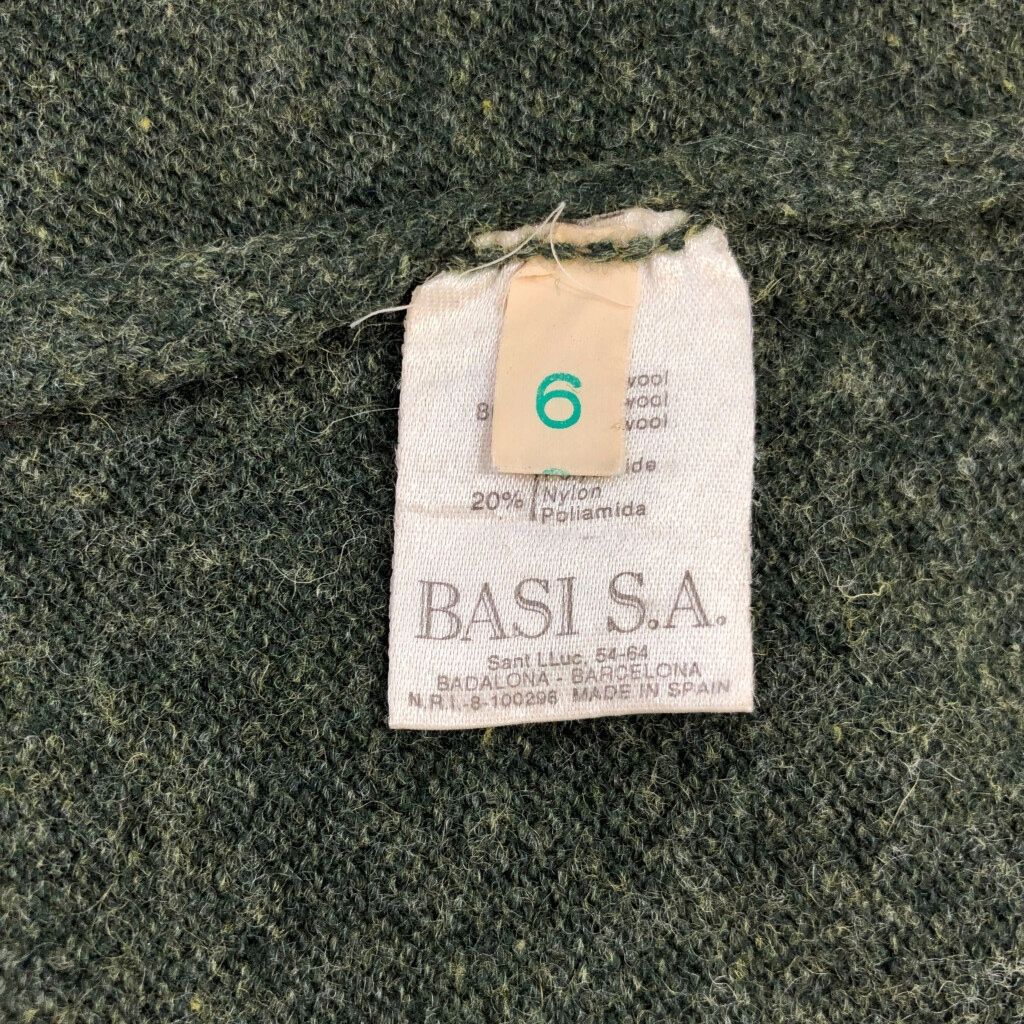 6
wool
wool
wool
ide
20% Nylon
Poliamida
BASI S.A.
Sant LLuc, 54-64
BADALONA - BARCELONA
N.R.I.-8-100296 MADE IN SPAIN